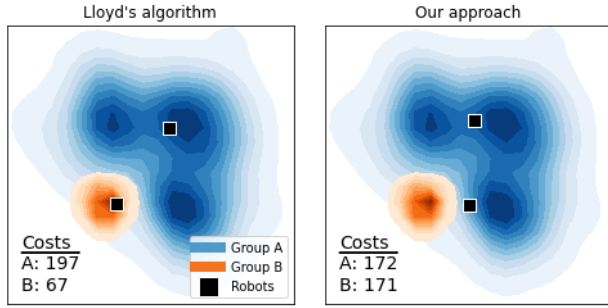 Lloyd's algorithm
Costs
A: 197
B: 67
Group A
Group B
Robots
Our approach
Costs
A: 172
B: 171